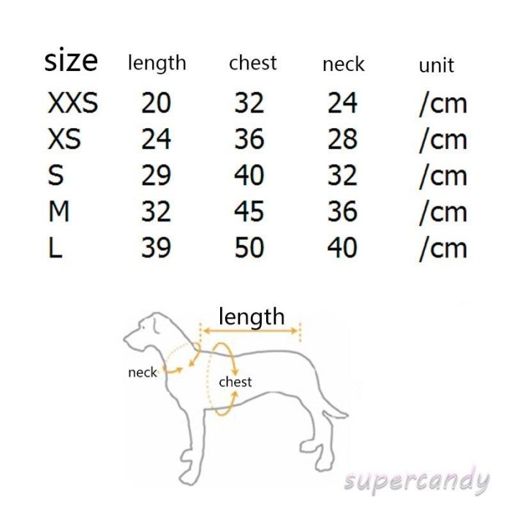 size length chest neck unit
XXS 20 32 24 /cm
XS 24 36 28 /cm
S 29 40 32 /cm
M 32 45 36 /cm
L 39 50 40 /cm
length
neck
chest
supercandy